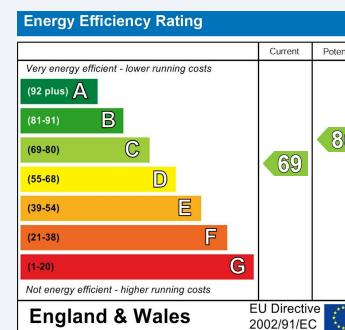 Energy Efficiency Rating
Current
Very energy efficient - lower running costs
(92 plus) A
(81-91) B
(69-80) C
(55-68) D
(39-54) E
(21-38) F
(1-20) G
69
Not energy efficient - higher running costs
England & Wales
EU Directive
2002/91/EC